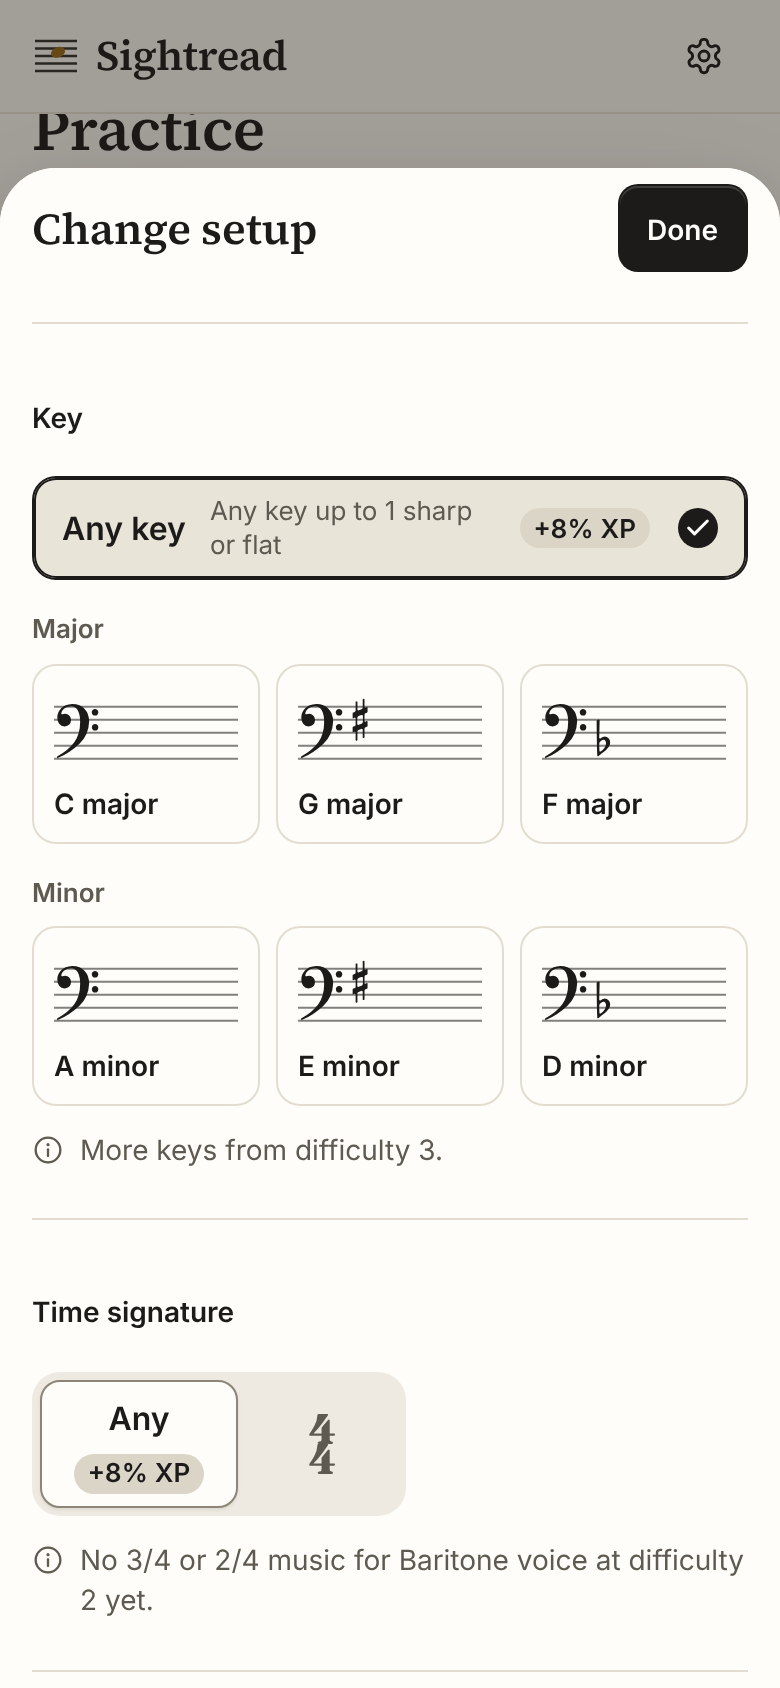 Sightread
Practice
Change setup
Done
Key
Any key
Any key up to 1 sharp
or flat
+8% XP
Major
C major
G major
F major
Minor
A minor
E minor
D minor
More keys from difficulty 3.
Time signature
Any
+8% XP
4
4
No 3/4 or 2/4 music for Baritone voice at difficulty
2 yet.